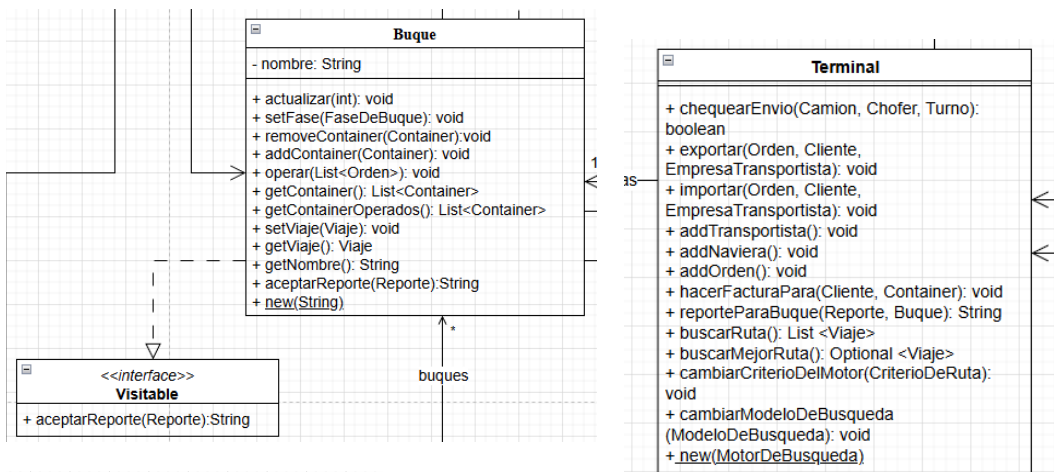 Buque
- nombre: String
+ actualizar(int): void
+ setFase(FaseDeBuque): void
+ removeContainer(Container):void
+ addContainer(Container): void
+ operar(List<Orden>): void
+ getContainer(): List<Container>
+ getContainerOperados(): List<Container>
+ setViaje(Viaje): void
+ getViaje(): Viaje
+ getNombre(): String
+ aceptarReporte(Reporte):String
+ new(String)
1
*
buques
<<interface>>
Visitable
+ aceptarReporte(Reporte):String
as
Terminal
+ chequearEnvio(Camion, Chofer, Turno):
boolean
+ exportar(Orden, Cliente,
EmpresaTransportista): void
+ importar(Orden, Cliente,
EmpresaTransportista): void
+ addTransportista(): void
+ addNaviera(): void
+ addOrden(): void
+ hacerFacturaPara(Cliente, Container): void
+ reporteParaBuque(Reporte, Buque): String
+ buscarRuta(): List <Viaje>
+ buscarMejorRuta(): Optional <Viaje>
+ cambiarCriterioDelMotor(CriterioDeRuta):
void
+ cambiarModeloDeBusqueda
(ModeloDeBusqueda): void
+ new(MotorDeBusqueda)